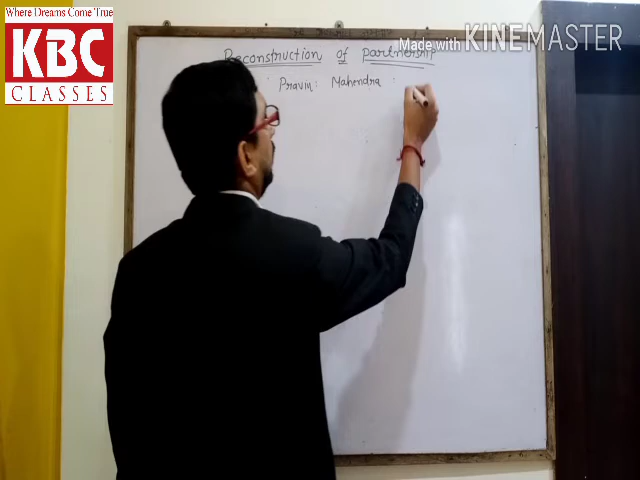 Where Dreams Come True
KBC
CLASSES
Made with KINEMASTER
Reconstruction of partnership
Pravin : Mahendra :